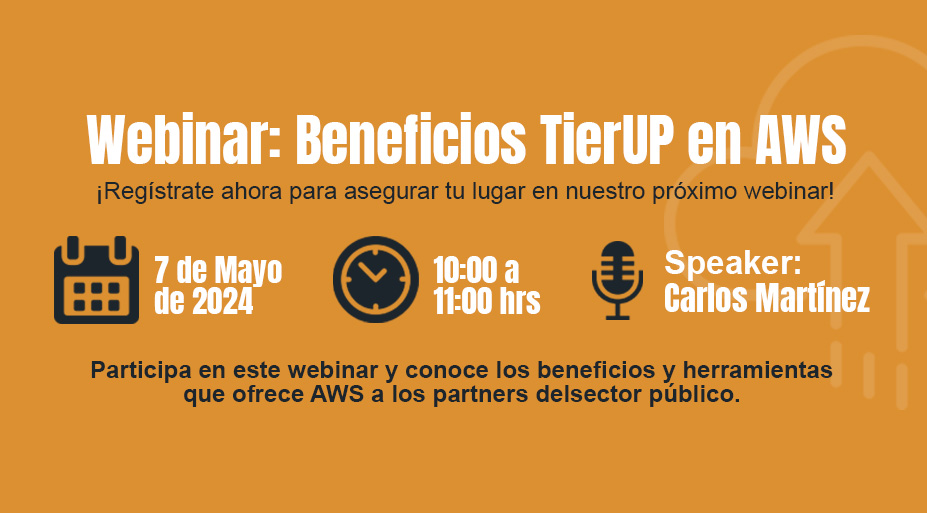 Webinar: Beneficios TierUP en AWS
¡Regístrate ahora para asegurar tu lugar en nuestro próximo webinar!
7 de Mayo
de 2024
10:00 a
11:00 hrs
Speaker:
Carlos Martínez
Participa en este webinar y conoce los beneficios y herramientas
que ofrece AWS a los partners delsector público.